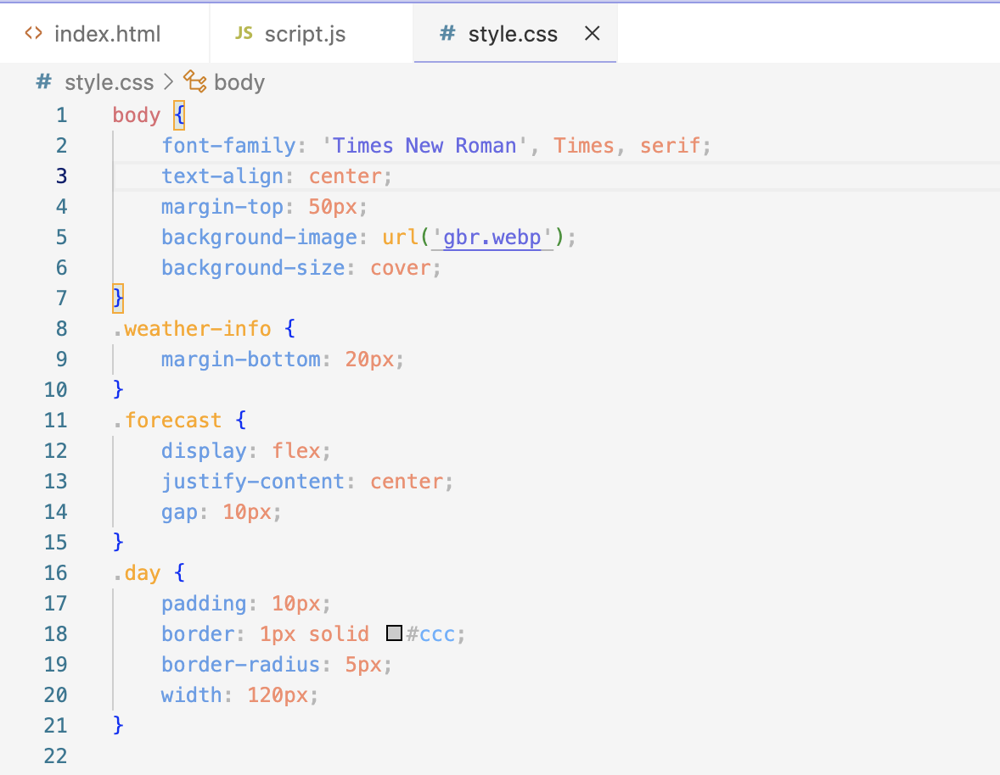 <> index.html JS script.js # style.css ×
# style.css > body
1 body {
2     font-family: 'Times New Roman', Times, serif;
3     text-align: center;
4     margin-top: 50px;
5     background-image: url('gbr.webp');
6     background-size: cover;
7 }
8 .weather-info {
9     margin-bottom: 20px;
10 }
11 .forecast {
12     display: flex;
13     justify-content: center;
14     gap: 10px;
15 }
16 .day {
17     padding: 10px;
18     border: 1px solid #ccc;
19     border-radius: 5px;
20     width: 120px;
21 }
22